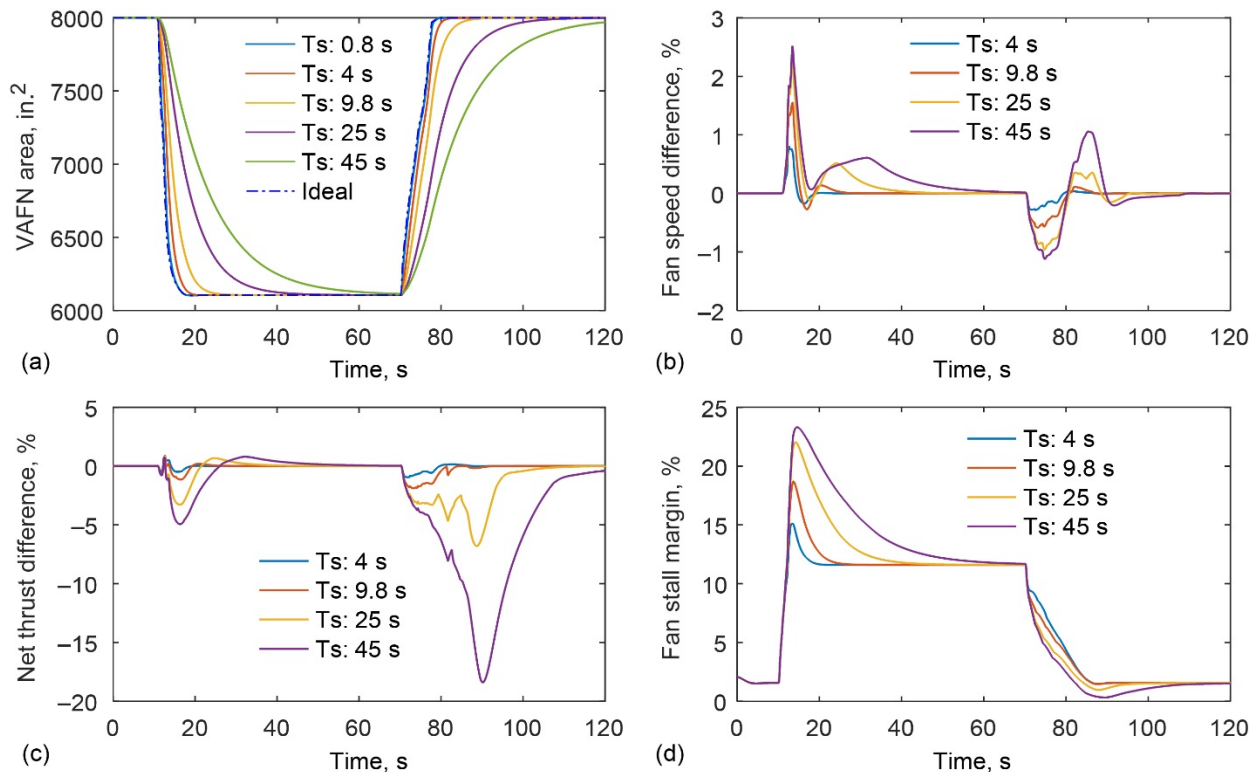 8000
7500
7000
6500
6000
VAFN area, in.²
Ts: 0.8 s
Ts: 4 s
Ts: 9.8 s
Ts: 25 s
Ts: 45 s
Ideal
0 20 40 60 80 100 120
(a)
Time, s
3
2
1
0
–1
–2
Fan speed difference, %
Ts: 4 s
Ts: 9.8 s
Ts: 25 s
Ts: 45 s
0 20 40 60 80 100 120
(b)
Time, s
5
0
–5
–10
–15
–20
Net thrust difference, %
Ts: 4 s
Ts: 9.8 s
Ts: 25 s
Ts: 45 s
0 20 40 60 80 100 120
(c)
Time, s
25
20
15
10
5
0
Fan stall margin, %
Ts: 4 s
Ts: 9.8 s
Ts: 25 s
Ts: 45 s
0 20 40 60 80 100 120
(d)
Time, s